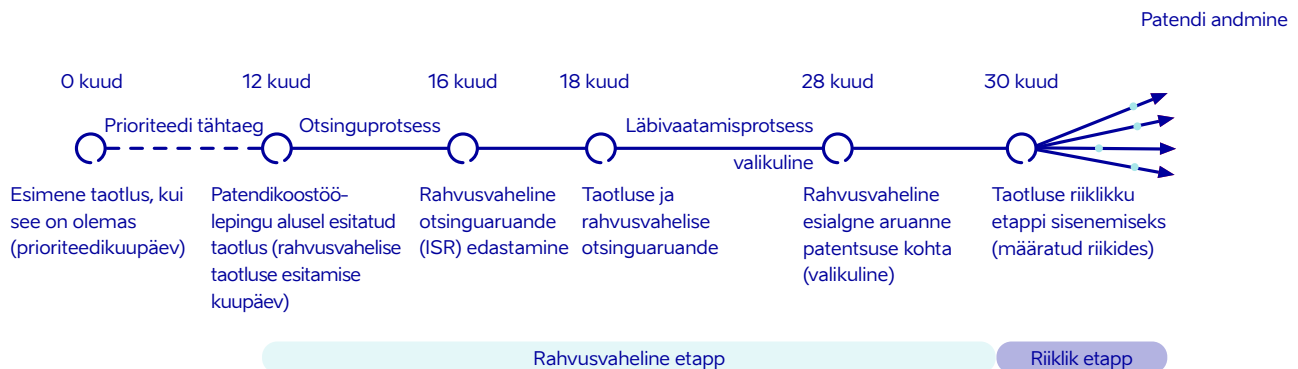 Patendi andmine
0 kuud
12 kuud
16 kuud
18 kuud
28 kuud
30 kuud
Prioriteedi tähtaeg
Otsinguprotsess
Läbivaatamisprotsess
valikuline
Esimene taotlus, kui
see on olemas
(prioriteedikuupäev)
Patendikoostöö-
lepingu alusel esitatud
taotlus (rahvusvahelise
taotluse esitamise
kuupäev)
Rahvusvaheline
otsinguaruande
(ISR) edastamine
Taotluse ja
rahvusvahelise
otsinguaruande
Rahvusvaheline
esialgne aruanne
patentsuse kohta
(valikuline)
Taotluse riiklikku
etappi sisenemiseks
(määratud riikides)
Rahvusvaheline etapp
Riiklik etapp